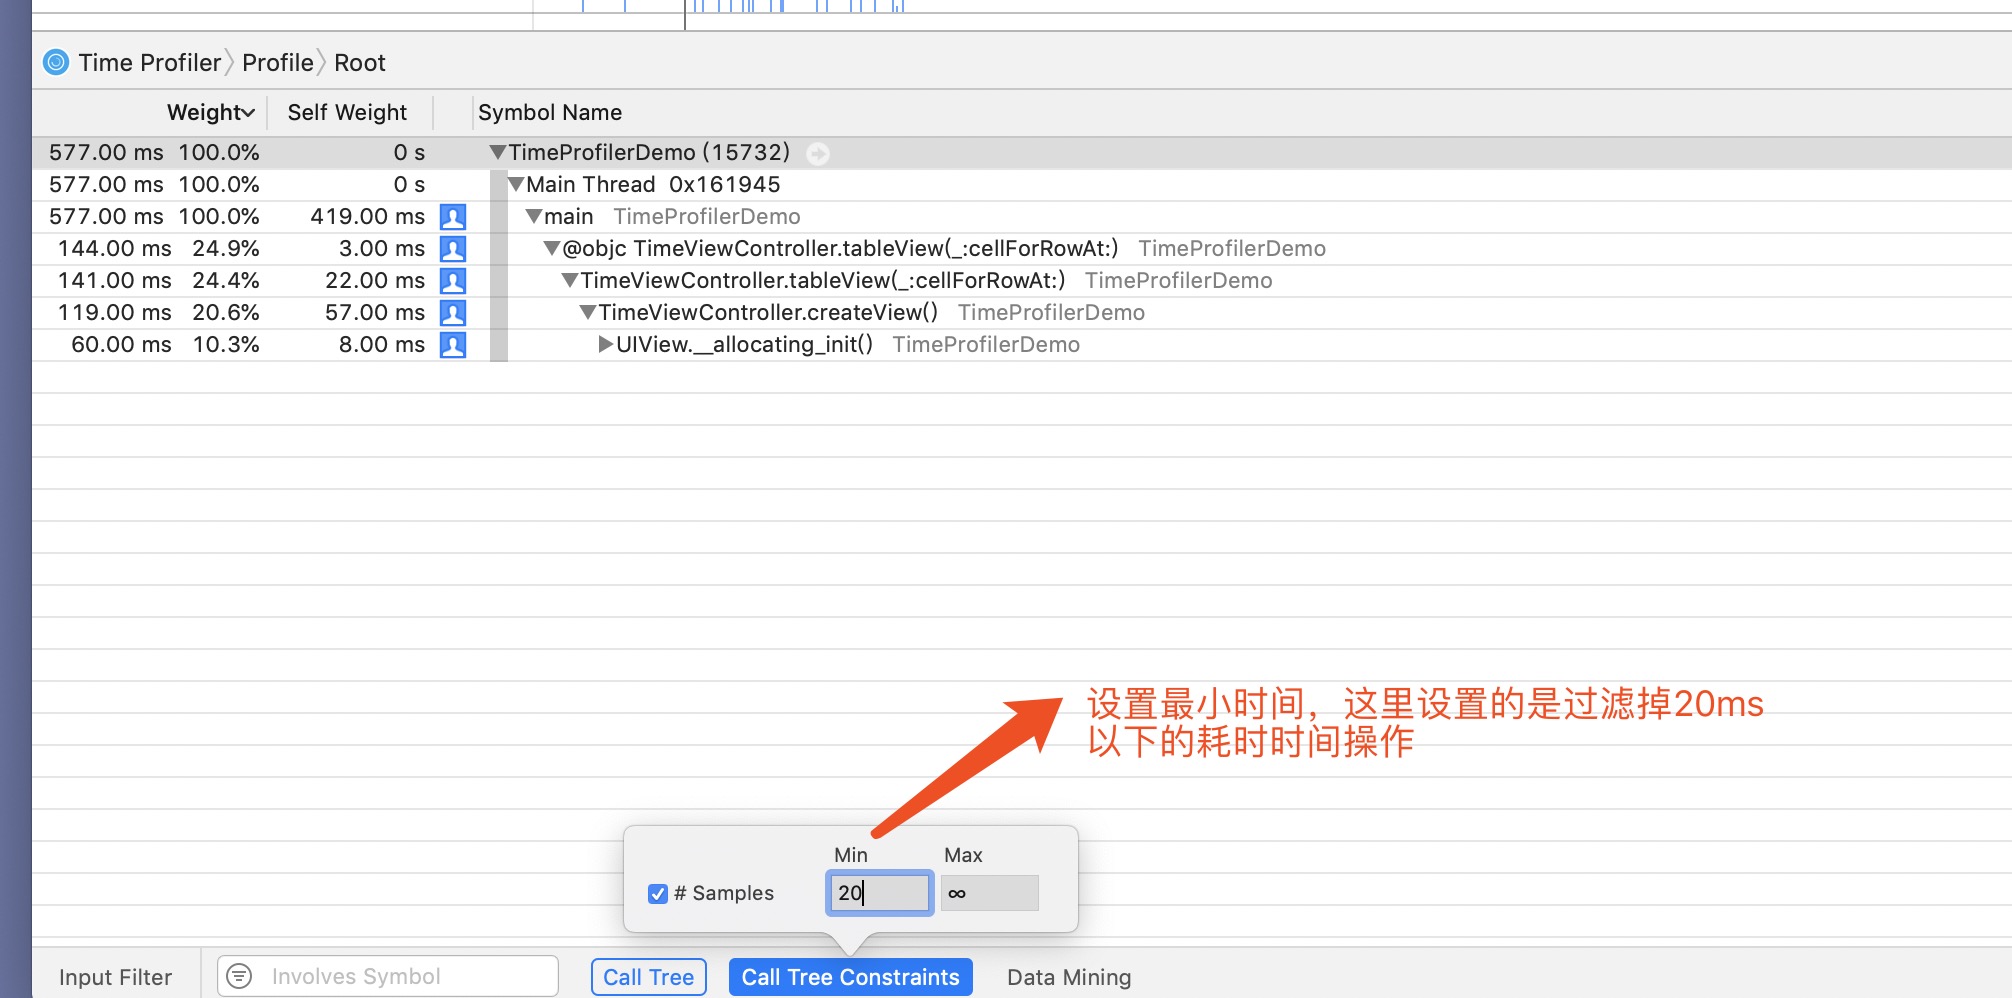 Time Profiler Profile Root
Weight Self Weight Symbol Name
577.00 ms 100.0% 0 s TimeProfilerDemo (15732)
577.00 ms 100.0% 0 s Main Thread 0x161945
577.00 ms 100.0% 419.00 ms main TimeProfilerDemo
144.00 ms 24.9% 3.00 ms @objc TimeViewController.tableView(_:cellForRowAt:) TimeProfilerDemo
141.00 ms 24.4% 22.00 ms TimeViewController.tableView(_:cellForRowAt:) TimeProfilerDemo
119.00 ms 20.6% 57.00 ms TimeViewController.createView() TimeProfilerDemo
60.00 ms 10.3% 8.00 ms UIView.__allocating_init() TimeProfilerDemo
设置最小时间，这里设置的是过滤掉20ms
以下的耗时时间操作
Min Max
# Samples 20 ∞
Input Filter Involves Symbol Call Tree Call Tree Constraints Data Mining